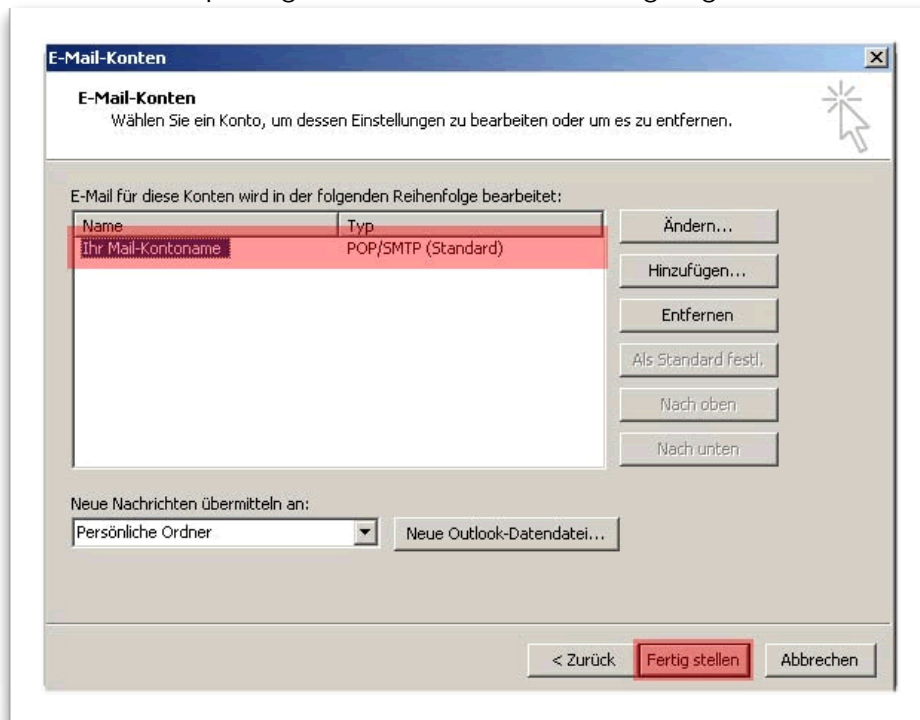 E-Mail-Konten
E-Mail-Konten
Wählen Sie ein Konto, um dessen Einstellungen zu bearbeiten oder um es zu entfernen.
E-Mail für diese Konten wird in der folgenden Reihenfolge bearbeitet:
Name Typ
Ihr Mail-Kontoname POP/SMTP (Standard)
Ändern...
Hinzufügen...
Entfernen
Als Standard festl.
Nach oben
Nach unten
Neue Nachrichten übermitteln an:
Persönliche Ordner Neue Outlook-Datendatei...
< Zurück Fertig stellen Abbrechen